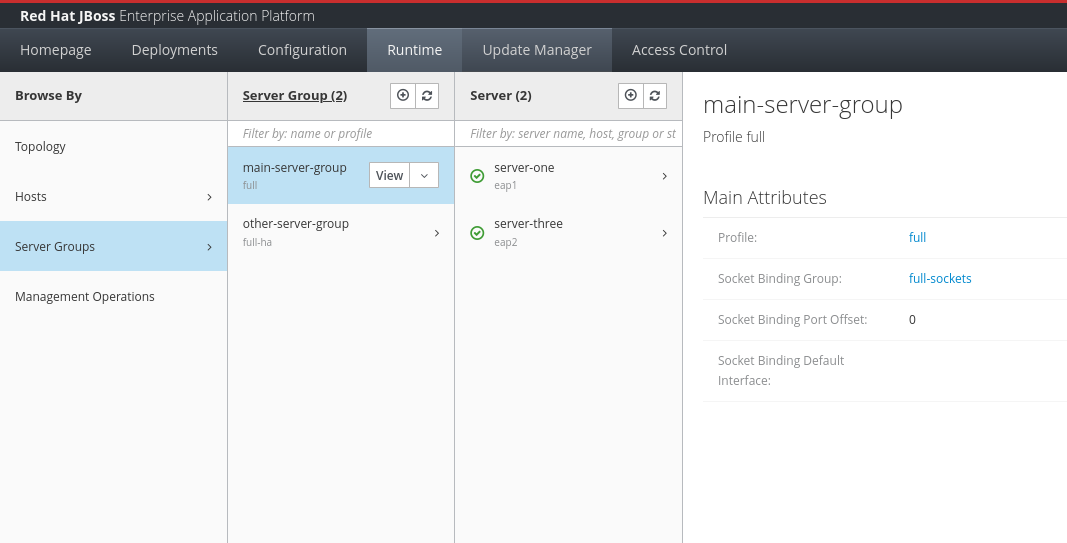 Red Hat JBoss Enterprise Application Platform
Homepage Deployments Configuration Runtime Update Manager Access Control
Browse By
Topology
Hosts
Server Groups
Management Operations
Server Group (2)
Filter by: name or profile
main-server-group
full
View
other-server-group
full-ha
Server (2)
Filter by: server name, host, group or st
server-one
eap1
server-three
eap2
main-server-group
Profile full
Main Attributes
Profile: full
Socket Binding Group: full-sockets
Socket Binding Port Offset: 0
Socket Binding Default
Interface: